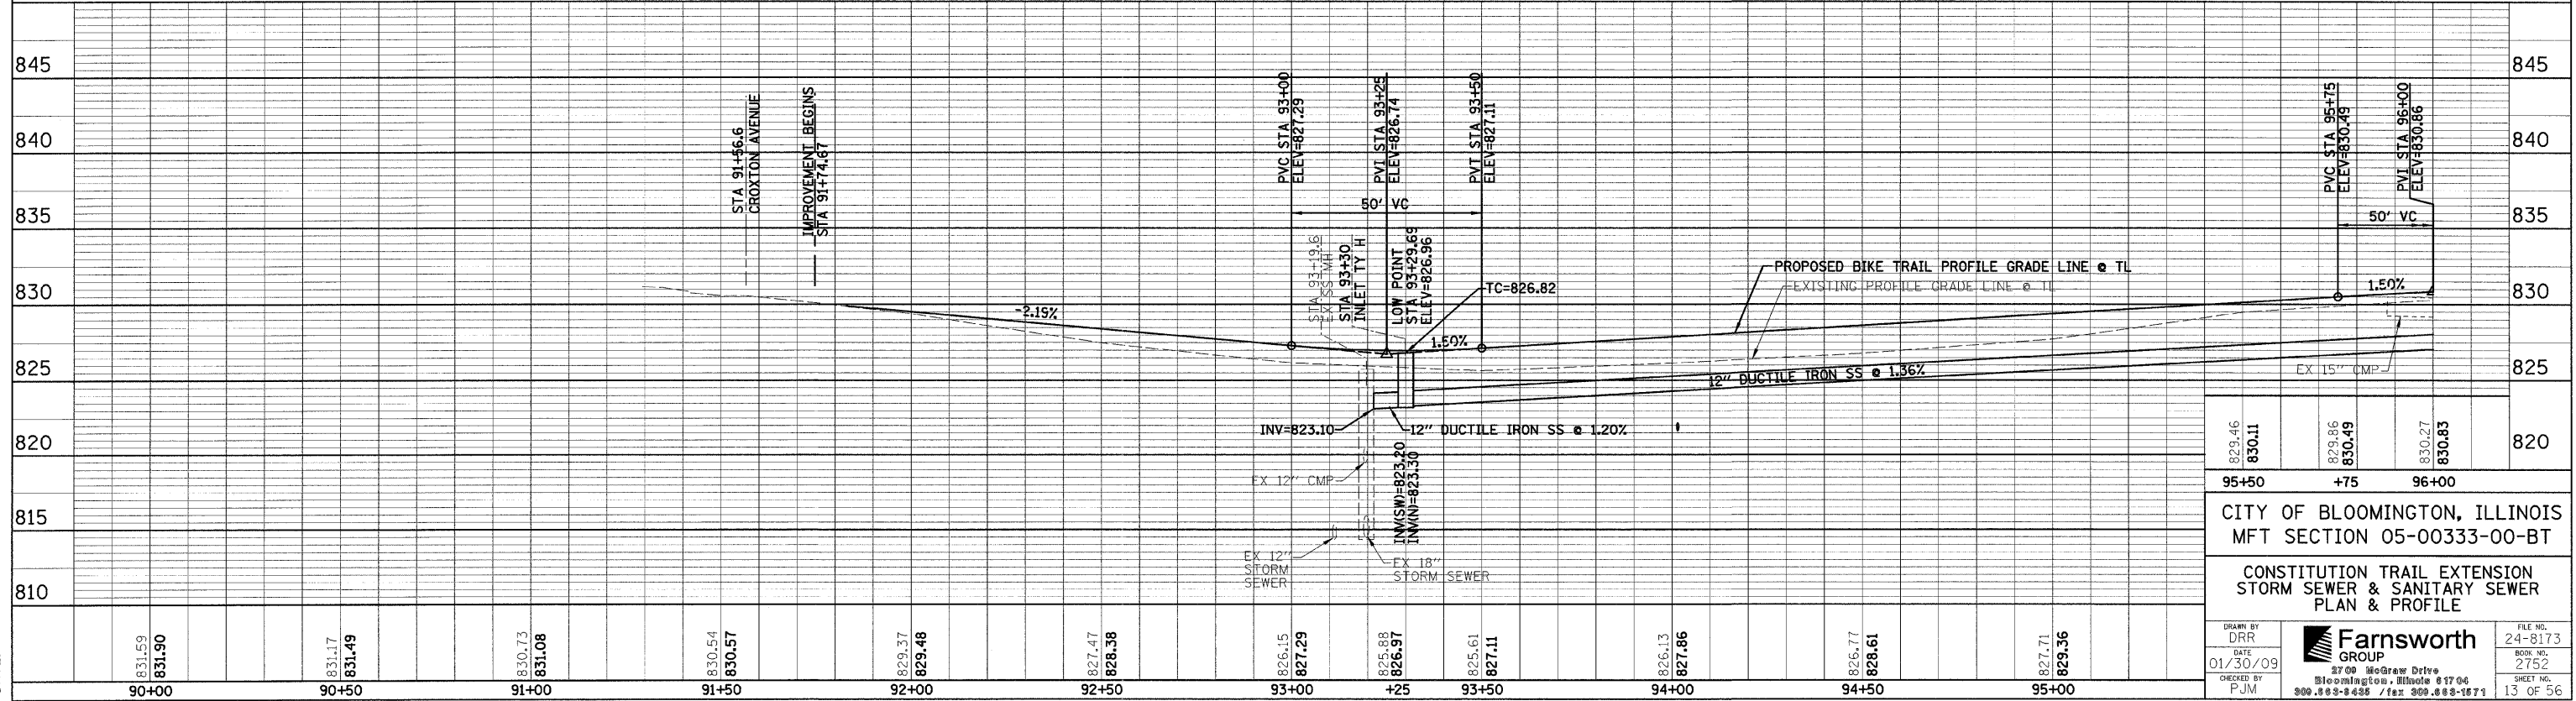 845
840
835
830
825
820
815
810
STA 91+56.6
CROXTON AVENUE
IMPROVEMENT BEGINS
STA 91+74.67
-2.19%
PVC STA 93+00
ELEV=827.29
PVI STA 93+25
ELEV=826.74
PVT STA 93+50
ELEV=827.11
50' VC
STA 93+19.6
EX SS MH
STA 93+30
INLET TY H
LOW POINT
STA 93+29.69
ELEV=826.96
TC=826.82
1.50%
PROPOSED BIKE TRAIL PROFILE GRADE LINE @ TL
EXISTING PROFILE GRADE LINE @ TL
12" DUCTILE IRON SS @ 1.36%
INV=823.10
12" DUCTILE IRON SS @ 1.20%
EX 12" CMP
INV(SW)=823.20
INV(N)=823.30
EX 12"
STORM
SEWER
EX 18"
STORM SEWER
PVC STA 95+75
ELEV=830.49
PVI STA 96+00
ELEV=830.86
50' VC
1.50%
EX 15" CMP
845
840
835
830
825
820
831.59
831.90
831.17
831.49
830.73
831.08
830.54
830.57
829.37
829.48
827.47
828.38
826.15
827.29
825.88
826.97
825.61
827.11
826.13
827.86
826.77
828.61
827.71
829.36
829.46
830.11
829.86
830.49
830.27
830.83
90+00 90+50 91+00 91+50 92+00 92+50 93+00 +25 93+50 94+00 94+50 95+00
95+50 +75 96+00
CITY OF BLOOMINGTON, ILLINOIS
MFT SECTION 05-00333-00-BT
CONSTITUTION TRAIL EXTENSION
STORM SEWER & SANITARY SEWER
PLAN & PROFILE
DRAWN BY
DRR
DATE
01/30/09
CHECKED BY
PJM
Farnsworth
GROUP
2709 McGraw Drive
Bloomington, Illinois 61704
309.663-8435 / fax 309.663-1571
FILE NO.
24-8173
BOOK NO.
2752
SHEET NO.
13 OF 56